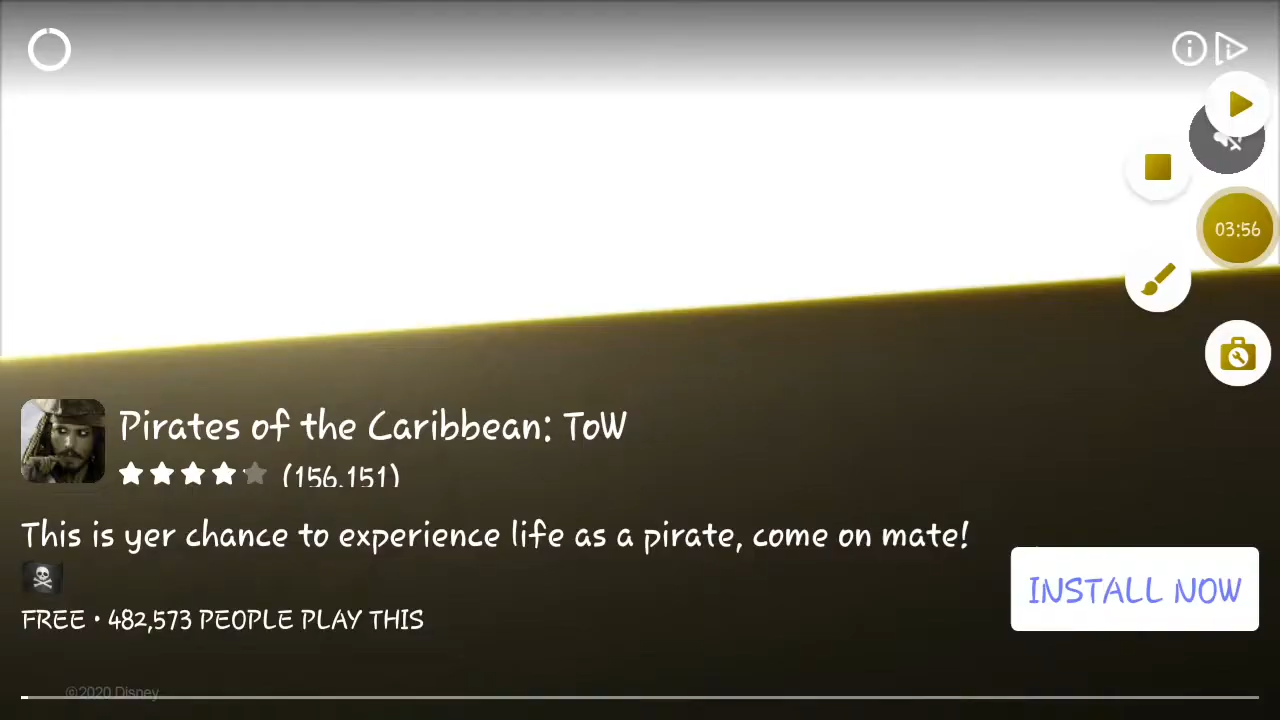 03:56
Pirates of the Caribbean: ToW
(156.151)
This is yer chance to experience life as a pirate, come on mate!
FREE • 482,573 PEOPLE PLAY THIS
INSTALL NOW
©2020 Disney